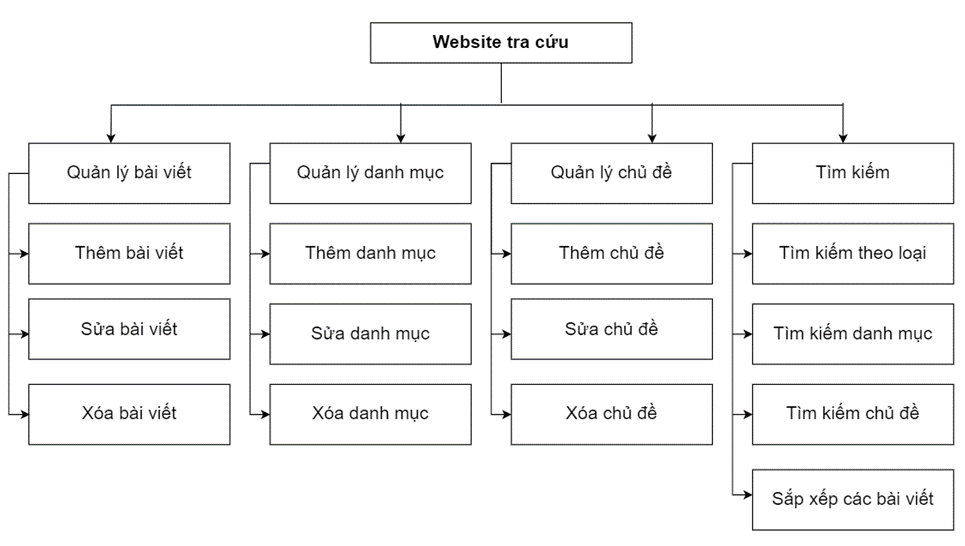 Website tra cứu
Quản lý bài viết
Thêm bài viết
Sửa bài viết
Xóa bài viết
Quản lý danh mục
Thêm danh mục
Sửa danh mục
Xóa danh mục
Quản lý chủ đề
Thêm chủ đề
Sửa chủ đề
Xóa chủ đề
Tìm kiếm
Tìm kiếm theo loại
Tìm kiếm danh mục
Tìm kiếm chủ đề
Sắp xếp các bài viết